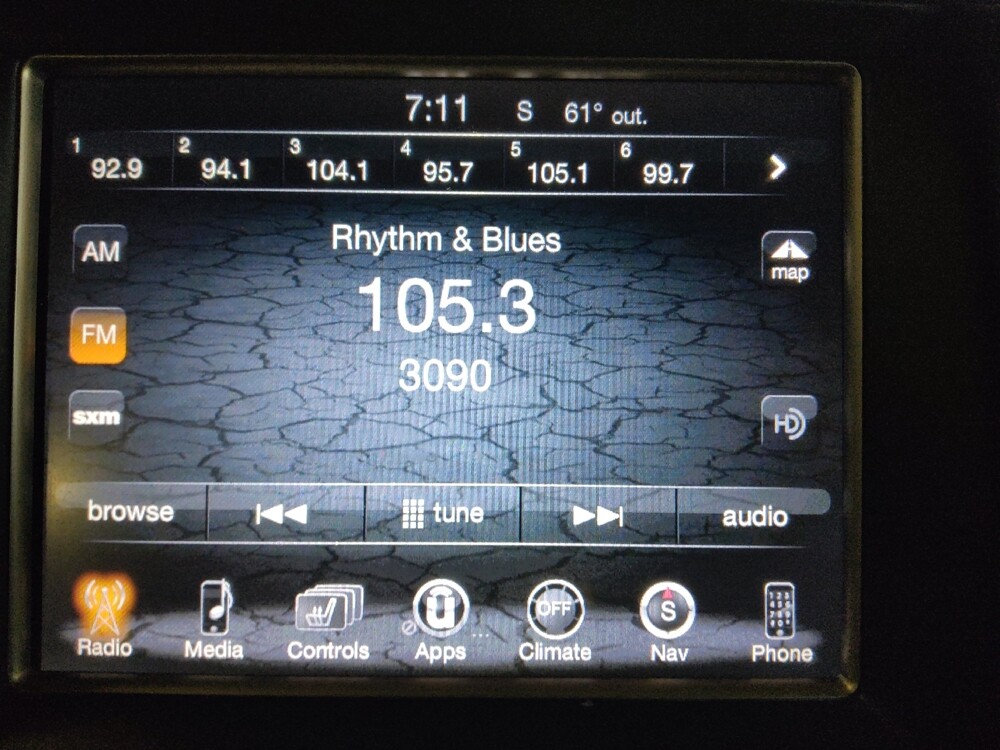 7:11 S 61° out.
1 92.9 2 94.1 3 104.1 4 95.7 5 105.1 6 99.7
Rhythm & Blues
AM
map
105.3
FM
3090
sxm
HD
browse tune audio
OFF S
Radio Media Controls Apps Climate Nav Phone